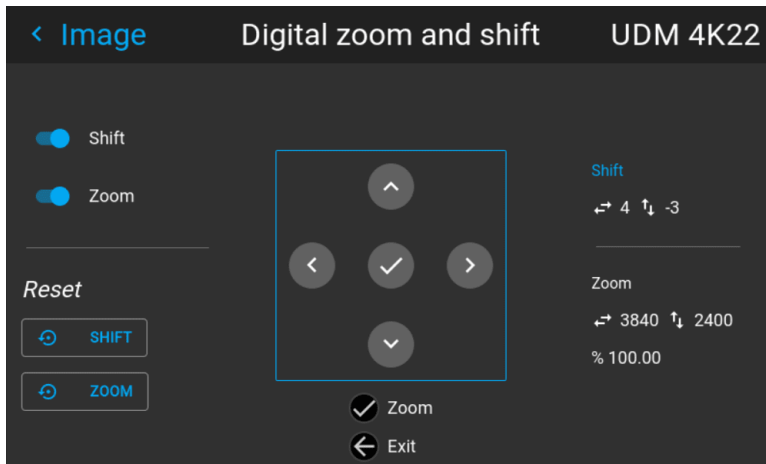 Image
Digital zoom and shift
UDM 4K22
Shift
Zoom
Reset
SHIFT
ZOOM
Zoom
Exit
Shift
4 -3
Zoom
3840 2400
% 100.00